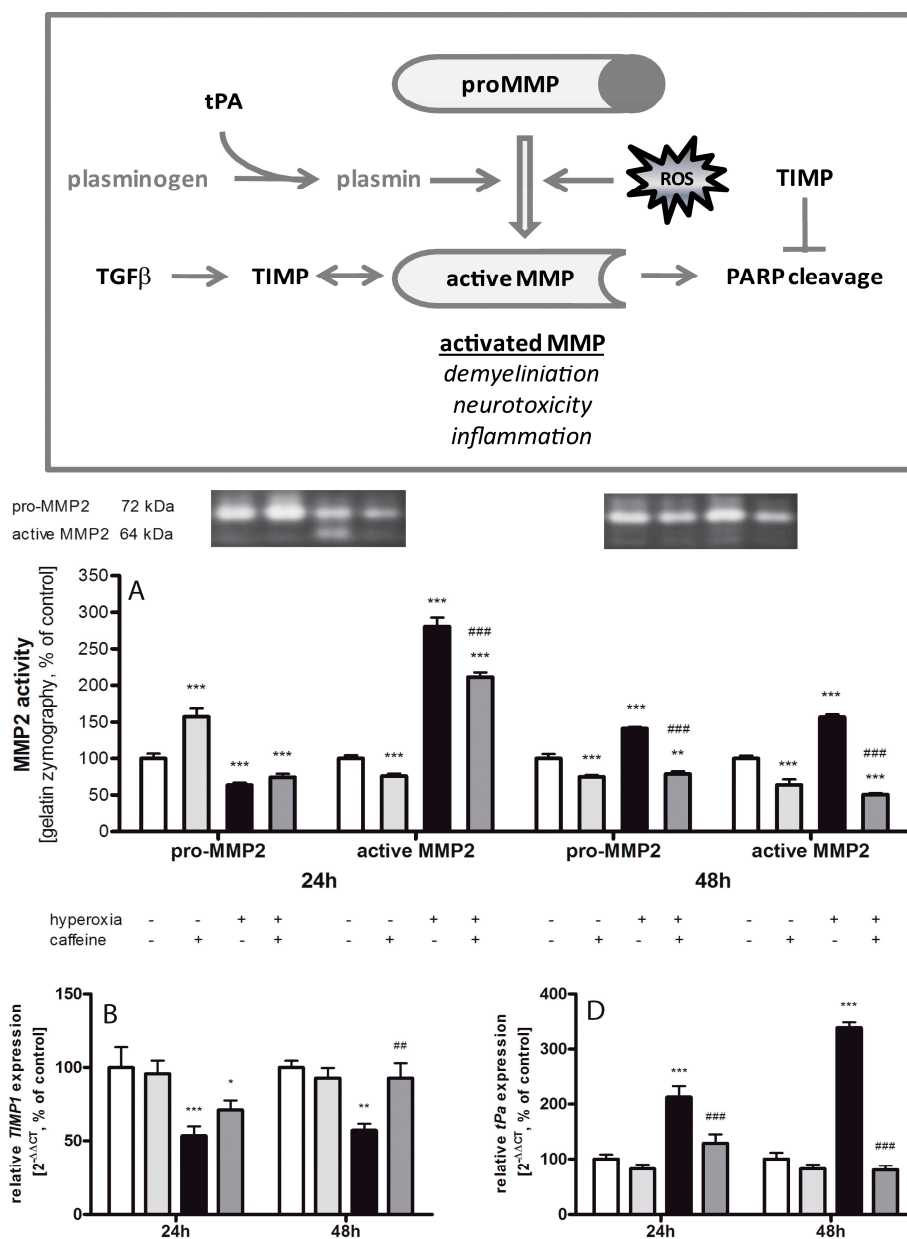 proMMP
tPA
plasminogen plasmin ROS TIMP
TGFβ TIMP active MMP PARP cleavage
activated MMP
demyeliniation
neurotoxicity
inflammation
pro-MMP2 72 kDa
active MMP2 64 kDa
A
MMP2 activity
[gelatin zymography, % of control]
350
300
250
200
150
100
50
0
*** *** *** *** *** ### *** *** *** ### ** *** *** ### ***
pro-MMP2 active MMP2 pro-MMP2 active MMP2
24h 48h
hyperoxia - - + + - - + + - - + + - - + +
caffeine - + - + - + - + - + - + - + - +
B
relative TIMP1 expression
[2-ΔΔCT, % of control]
150
100
50
0
*** * ** ##
24h 48h
D
relative tPa expression
[2-ΔΔCT, % of control]
400
300
200
100
0
*** ### *** ###
24h 48h